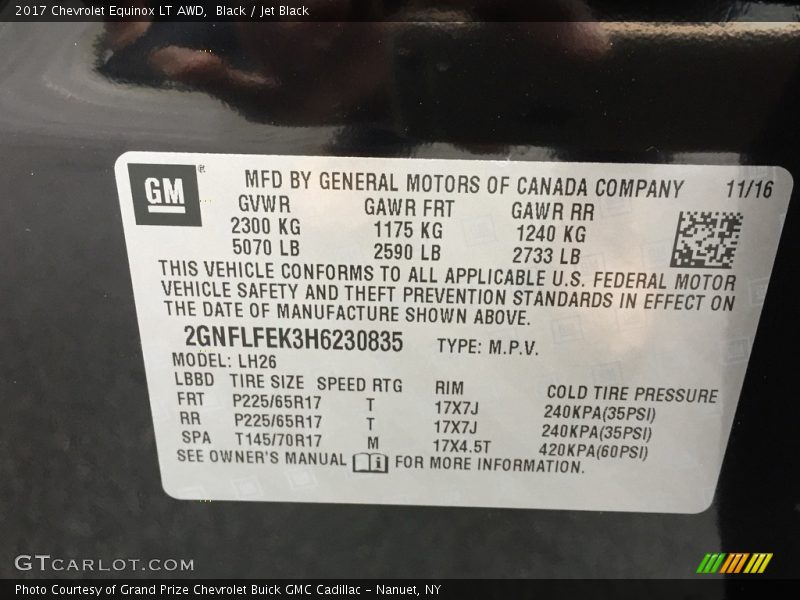 2017 Chevrolet Equinox LT AWD,  Black / Jet Black
GM ® MFD BY GENERAL MOTORS OF CANADA COMPANY 11/16
GVWR GAWR FRT GAWR RR
2300 KG 1175 KG 1240 KG
5070 LB 2590 LB 2733 LB
THIS VEHICLE CONFORMS TO ALL APPLICABLE U.S. FEDERAL MOTOR
VEHICLE SAFETY AND THEFT PREVENTION STANDARDS IN EFFECT ON
THE DATE OF MANUFACTURE SHOWN ABOVE.
2GNFLFEK3H6230835 TYPE: M.P.V.
MODEL: LH26
LBBD TIRE SIZE SPEED RTG RIM COLD TIRE PRESSURE
FRT P225/65R17 T 17X7J 240KPA(35PSI)
RR P225/65R17 T 17X7J 240KPA(35PSI)
SPA T145/70R17 M 17X4.5T 420KPA(60PSI)
SEE OWNER'S MANUAL FOR MORE INFORMATION.
GTCARLOT.COM
Photo Courtesy of Grand Prize Chevrolet Buick GMC Cadillac - Nanuet, NY